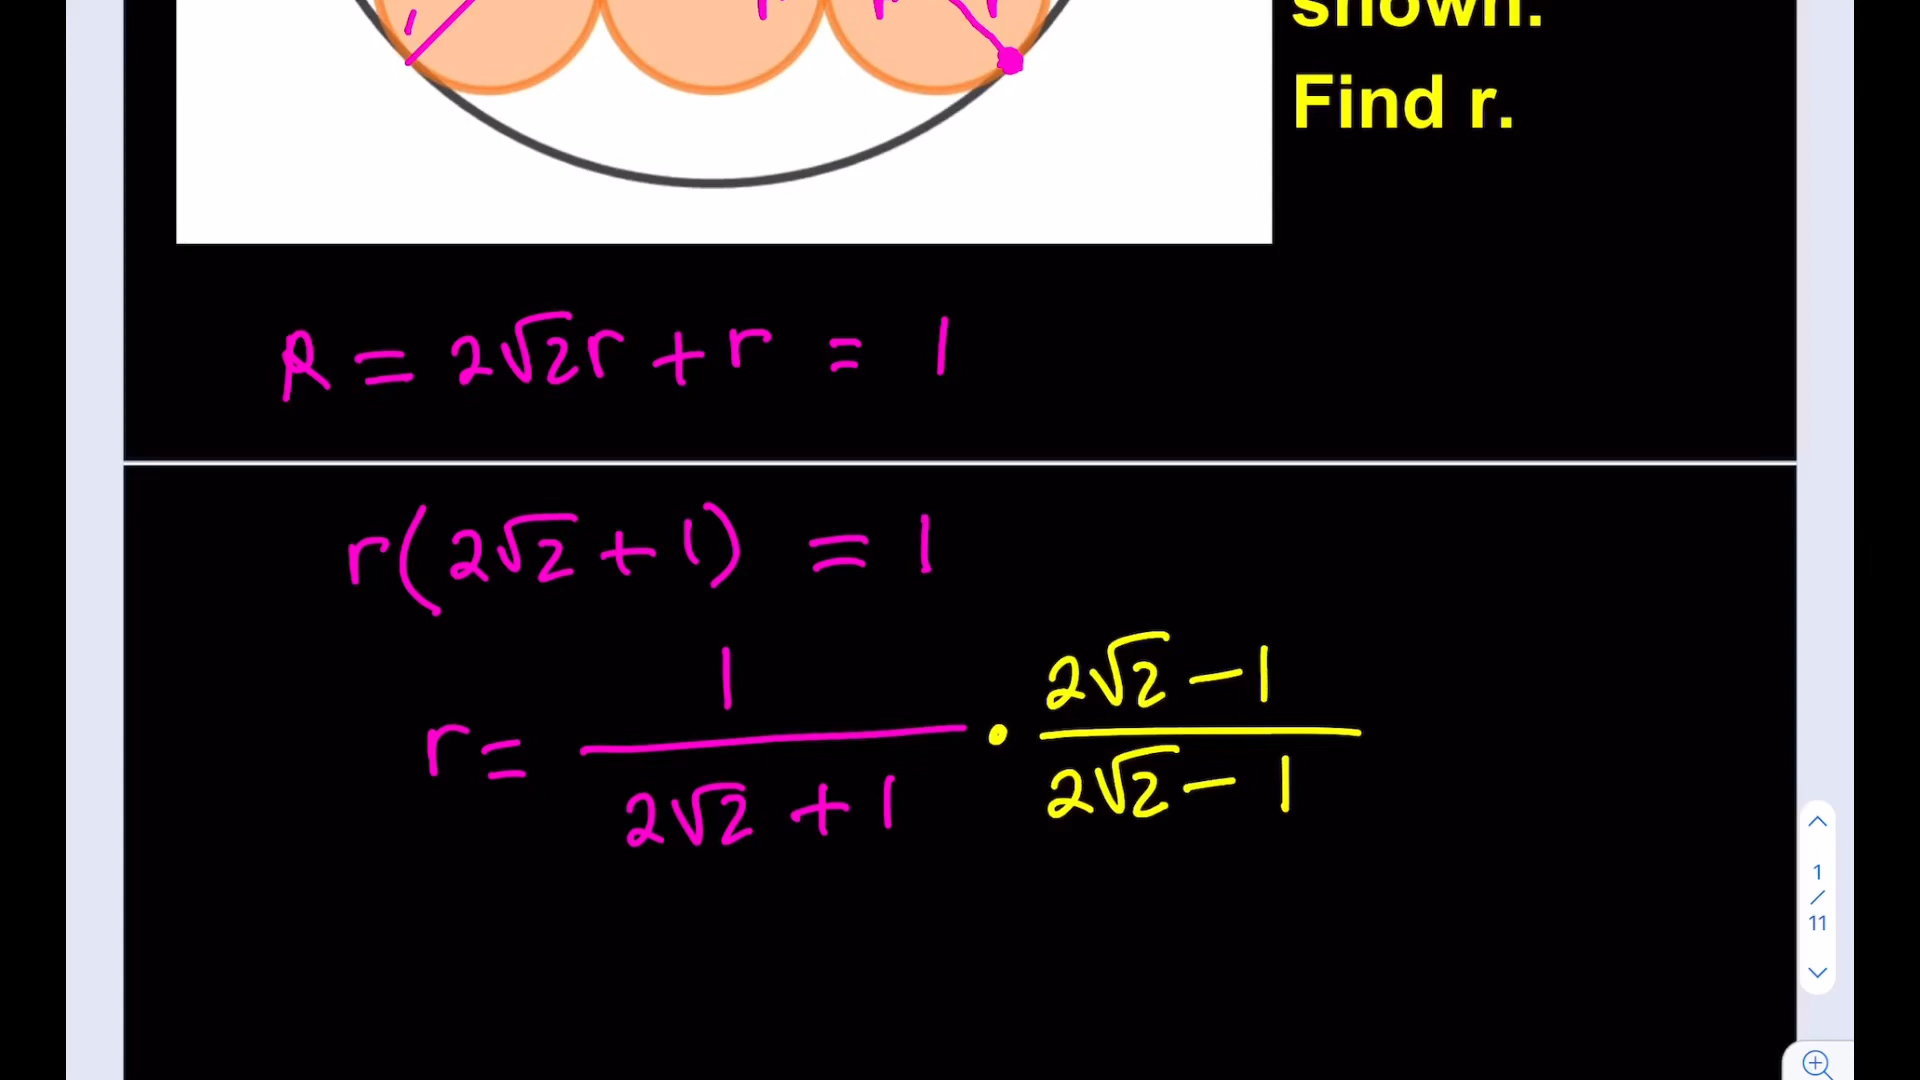 shown.
Find r.
R = 2√2r + r = 1
r(2√2 + 1) = 1
r = 1/(2√2 + 1) · (2√2 − 1)/(2√2 − 1)
1
/
11